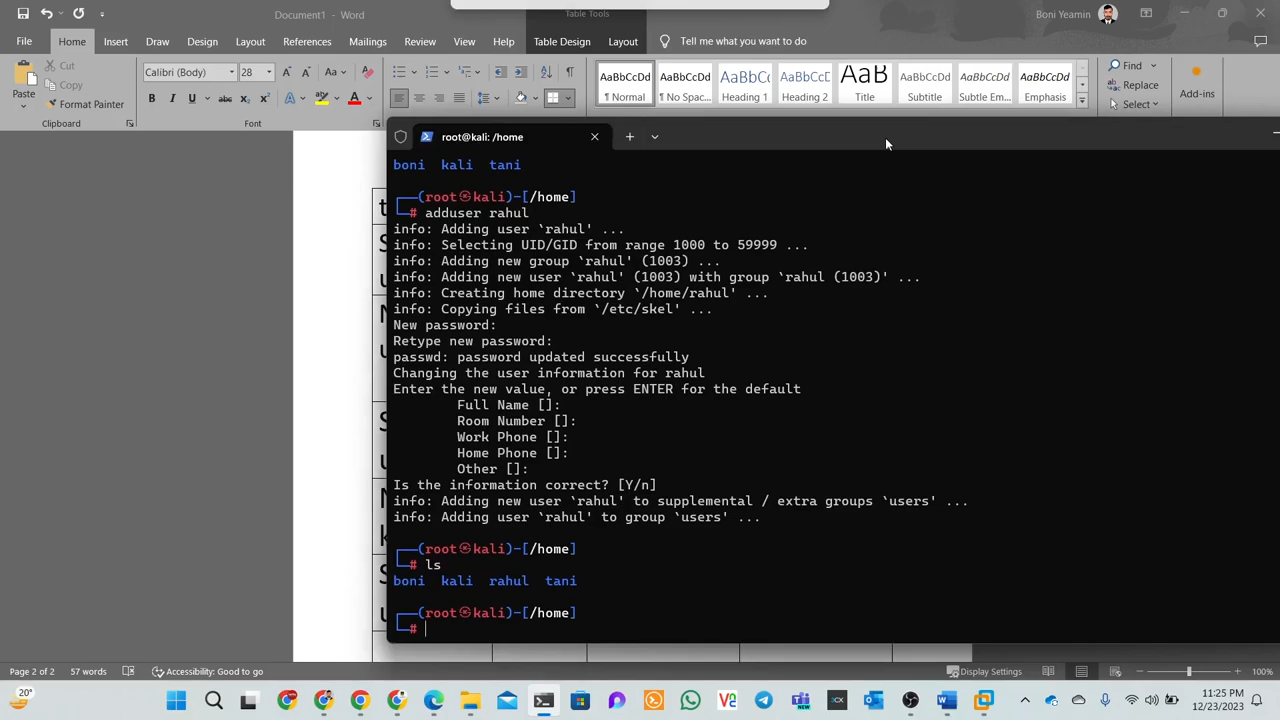 Document1 - Word
Table Tools
Boni Yeamin
File Home Insert Draw Design Layout References Mailings Review View Help Table Design Layout Tell me what you want to do
Cut
Copy
Paste
Format Painter
Clipboard
Calibri (Body) 28
Font
AaBbCcDd AaBbCcDd AaBbCc AaBbCcE AaB AaBbCcDd AaBbCcDd AaBbCcDd
¶ Normal ¶ No Spac... Heading 1 Heading 2 Title Subtitle Subtle Em... Emphasis
Find
Replace
Select
Add-ins
root@kali: /home
boni kali tani
┌──(root㉿kali)-[/home]
└─# adduser rahul
info: Adding user `rahul' ...
info: Selecting UID/GID from range 1000 to 59999 ...
info: Adding new group `rahul' (1003) ...
info: Adding new user `rahul' (1003) with group `rahul (1003)' ...
info: Creating home directory `/home/rahul' ...
info: Copying files from `/etc/skel' ...
New password:
Retype new password:
passwd: password updated successfully
Changing the user information for rahul
Enter the new value, or press ENTER for the default
Full Name []:
Room Number []:
Work Phone []:
Home Phone []:
Other []:
Is the information correct? [Y/n]
info: Adding new user `rahul' to supplemental / extra groups `users' ...
info: Adding user `rahul' to group `users' ...
┌──(root㉿kali)-[/home]
└─# ls
boni kali rahul tani
┌──(root㉿kali)-[/home]
└─#
Page 2 of 2 57 words Accessibility: Good to go Display Settings 100%
20°
11:25 PM
12/23/2023